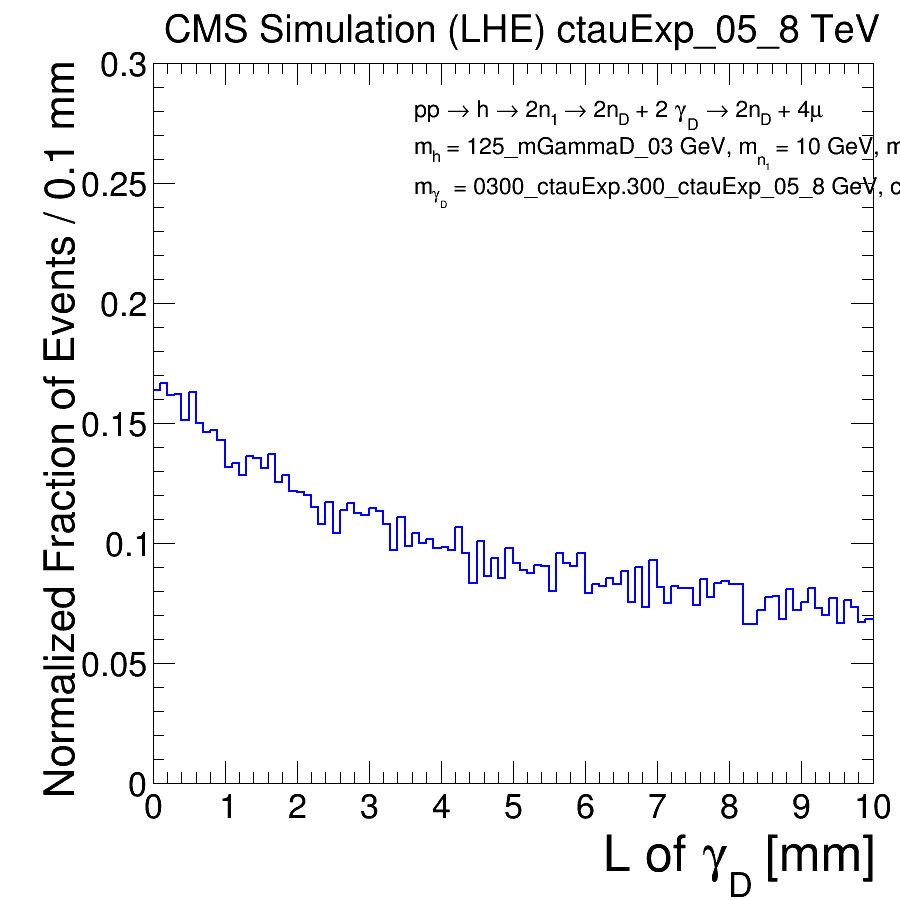 CMS Simulation (LHE) ctauExp_05_8 TeV
pp → h → 2n1 → 2nD + 2 γD → 2nD + 4μ
mh = 125_mGammaD_03 GeV, mn1 = 10 GeV, m
mγD = 0300_ctauExp.300_ctauExp_05_8 GeV, c
Normalized Fraction of Events / 0.1 mm
0.3
0.25
0.2
0.15
0.1
0.05
0
0 1 2 3 4 5 6 7 8 9 10
L of γD [mm]